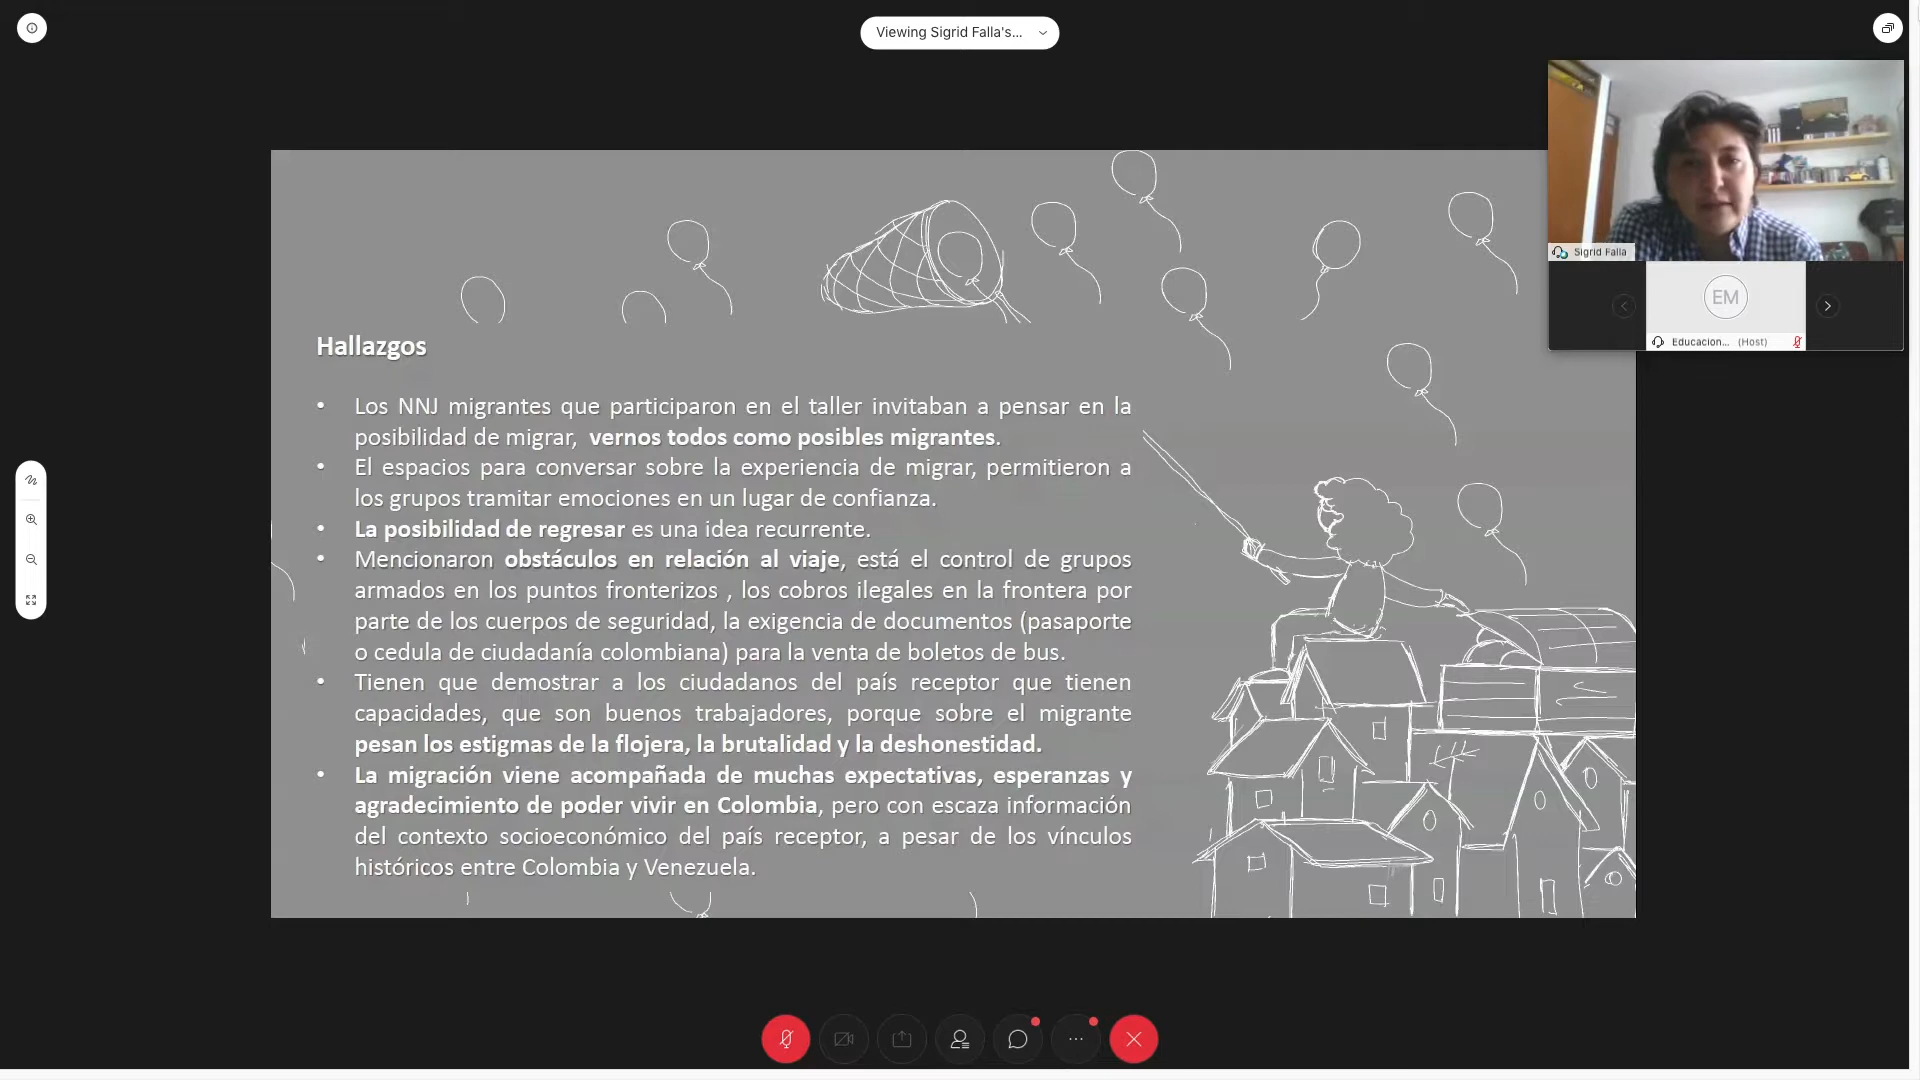 Viewing Sigrid Falla's...
Sigrid Falla
EM
Educacion... (Host)
Hallazgos
• Los NNJ migrantes que participaron en el taller invitaban a pensar en la
posibilidad de migrar, vernos todos como posibles migrantes.
• El espacios para conversar sobre la experiencia de migrar, permitieron a
los grupos tramitar emociones en un lugar de confianza.
• La posibilidad de regresar es una idea recurrente.
• Mencionaron obstáculos en relación al viaje, está el control de grupos
armados en los puntos fronterizos , los cobros ilegales en la frontera por
parte de los cuerpos de seguridad, la exigencia de documentos (pasaporte
o cedula de ciudadanía colombiana) para la venta de boletos de bus.
• Tienen que demostrar a los ciudadanos del país receptor que tienen
capacidades, que son buenos trabajadores, porque sobre el migrante
pesan los estigmas de la flojera, la brutalidad y la deshonestidad.
• La migración viene acompañada de muchas expectativas, esperanzas y
agradecimiento de poder vivir en Colombia, pero con escaza información
del contexto socioeconómico del país receptor, a pesar de los vínculos
históricos entre Colombia y Venezuela.